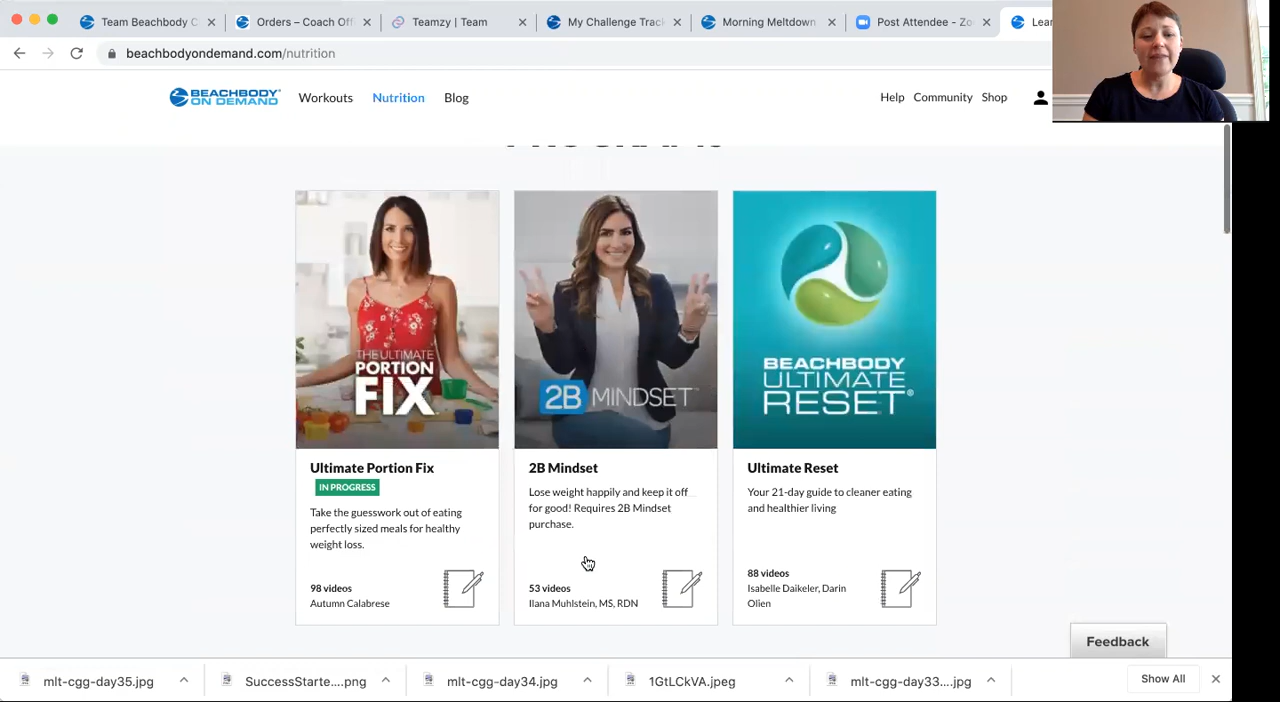 Team Beachbody C
Orders – Coach Off
Teamzy | Team
My Challenge Trac
Morning Meltdown
Post Attendee - Zo
Lear
beachbodyondemand.com/nutrition
BEACHBODY
ON DEMAND
Workouts
Nutrition
Blog
Help
Community
Shop
THE ULTIMATE
PORTION
FIX
2B MINDSET
BEACHBODY
ULTIMATE
RESET®
Ultimate Portion Fix
IN PROGRESS
Take the guesswork out of eating
perfectly sized meals for healthy
weight loss.
98 videos
Autumn Calabrese
2B Mindset
Lose weight happily and keep it off
for good! Requires 2B Mindset
purchase.
53 videos
Ilana Muhlstein, MS, RDN
Ultimate Reset
Your 21-day guide to cleaner eating
and healthier living
88 videos
Isabelle Daikeler, Darin
Olien
Feedback
mlt-cgg-day35.jpg
SuccessStarte....png
mlt-cgg-day34.jpg
1GtLCkVA.jpeg
mlt-cgg-day33....jpg
Show All